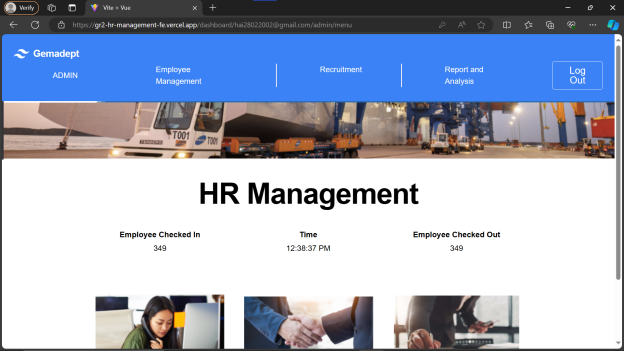 Verify
Vite + Vue
https://gr2-hr-management-fe.vercel.app/dashboard/hai28022002@gmail.com/admin/menu
Gemadept
ADMIN
Employee
Management
Recruitment
Report and
Analysis
Log
Out
T001
T001
HR Management
Employee Checked In
Time
Employee Checked Out
349
12:38:37 PM
349